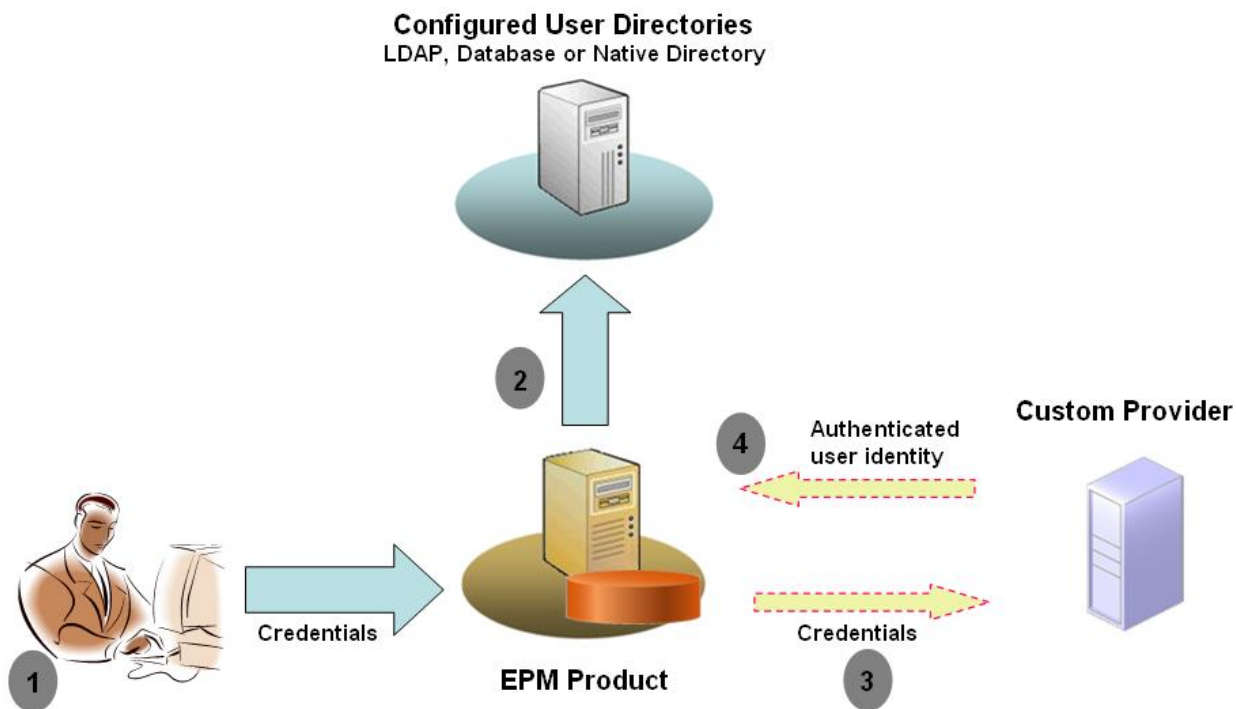 Configured User Directories
LDAP, Database or Native Directory
2
Custom Provider
4
Authenticated
user identity
Credentials
Credentials
1
EPM Product
3